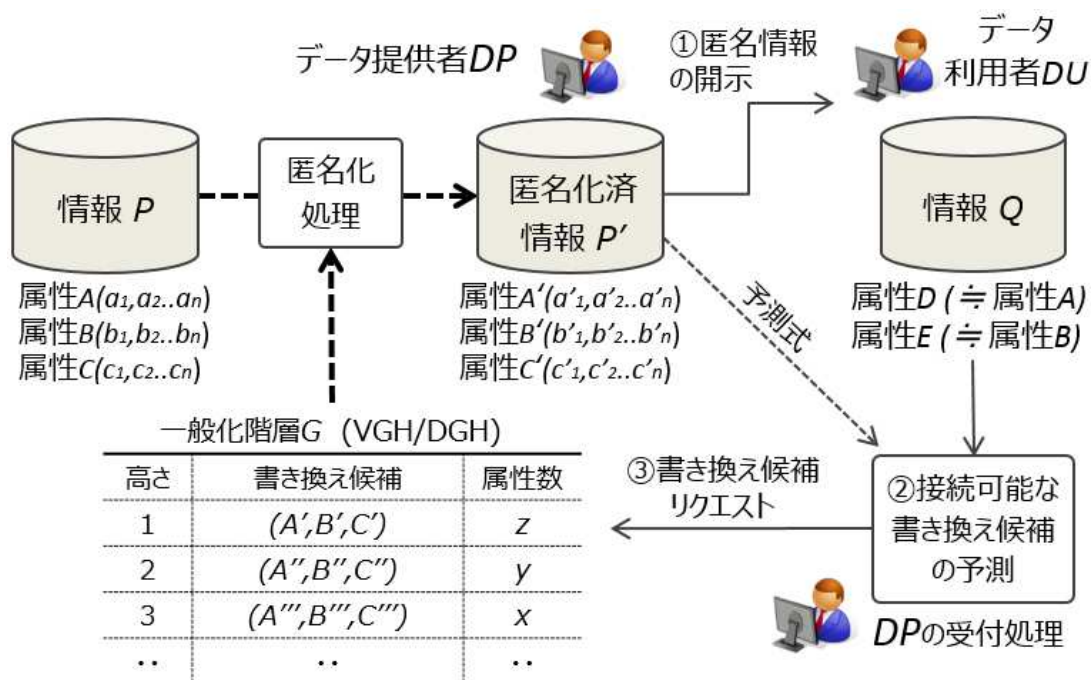 データ提供者DP
①匿名情報
の開示
データ
利用者DU
情報 P
匿名化
処理
匿名化済
情報 P’
情報 Q
属性A(a1,a2..an)
属性B(b1,b2..bn)
属性C(c1,c2..cn)
属性A‘(a’1,a’2..a’n)
属性B‘(b’1,b’2..b’n)
属性C‘(c’1,c’2..c’n)
属性D (≒ 属性A)
属性E (≒ 属性B)
予測式
一般化階層G (VGH/DGH)
高さ 書き換え候補 属性数
1 (A’,B’,C’) z
2 (A’’,B’’,C’’) y
3 (A’’’,B’’’,C’’’) x
‥ ‥ ‥
③書き換え候補
リクエスト
②接続可能な
書き換え候補
の予測
DPの受付処理